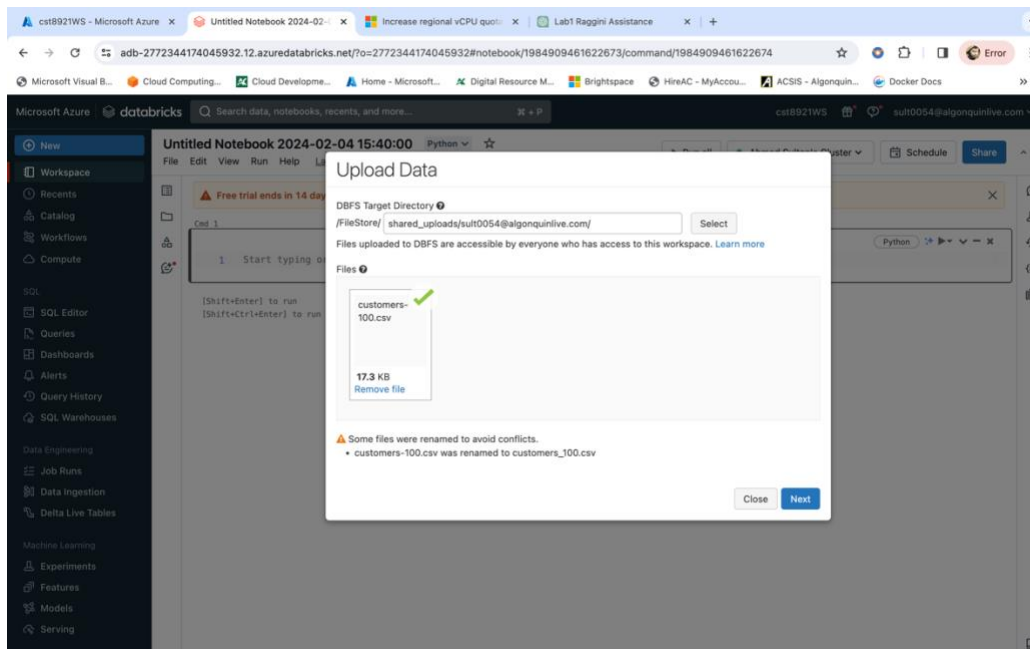 cst8921WS - Microsoft Azure
Untitled Notebook 2024-02-
Increase regional vCPU quot
Lab1 Raggini Assistance
adb-2772344174045932.12.azuredatabricks.net/?o=2772344174045932#notebook/1984909461622673/command/1984909461622674
Error
Microsoft Visual B...
Cloud Computing...
Cloud Developme...
Home - Microsoft...
Digital Resource M...
Brightspace
HireAC - MyAccou...
ACSIS - Algonquin...
Docker Docs
Microsoft Azure
databricks
Search data, notebooks, recents, and more...
⌘ + P
cst8921WS
sult0054@algonquinlive.com
New
Workspace
Recents
Catalog
Workflows
Compute
SQL
SQL Editor
Queries
Dashboards
Alerts
Query History
SQL Warehouses
Data Engineering
Job Runs
Data Ingestion
Delta Live Tables
Machine Learning
Experiments
Features
Models
Serving
Untitled Notebook 2024-02-04 15:40:00
Python
File Edit View Run Help
Schedule
Share
Free trial ends in 14 day
Cmd 1
Python
1 Start typing or
[Shift+Enter] to run
[Shift+Ctrl+Enter] to run
Upload Data
DBFS Target Directory
/FileStore/ shared_uploads/sult0054@algonquinlive.com/
Select
Files uploaded to DBFS are accessible by everyone who has access to this workspace. Learn more
Files
customers-
100.csv
17.3 KB
Remove file
Some files were renamed to avoid conflicts.
• customers-100.csv was renamed to customers_100.csv
Close
Next